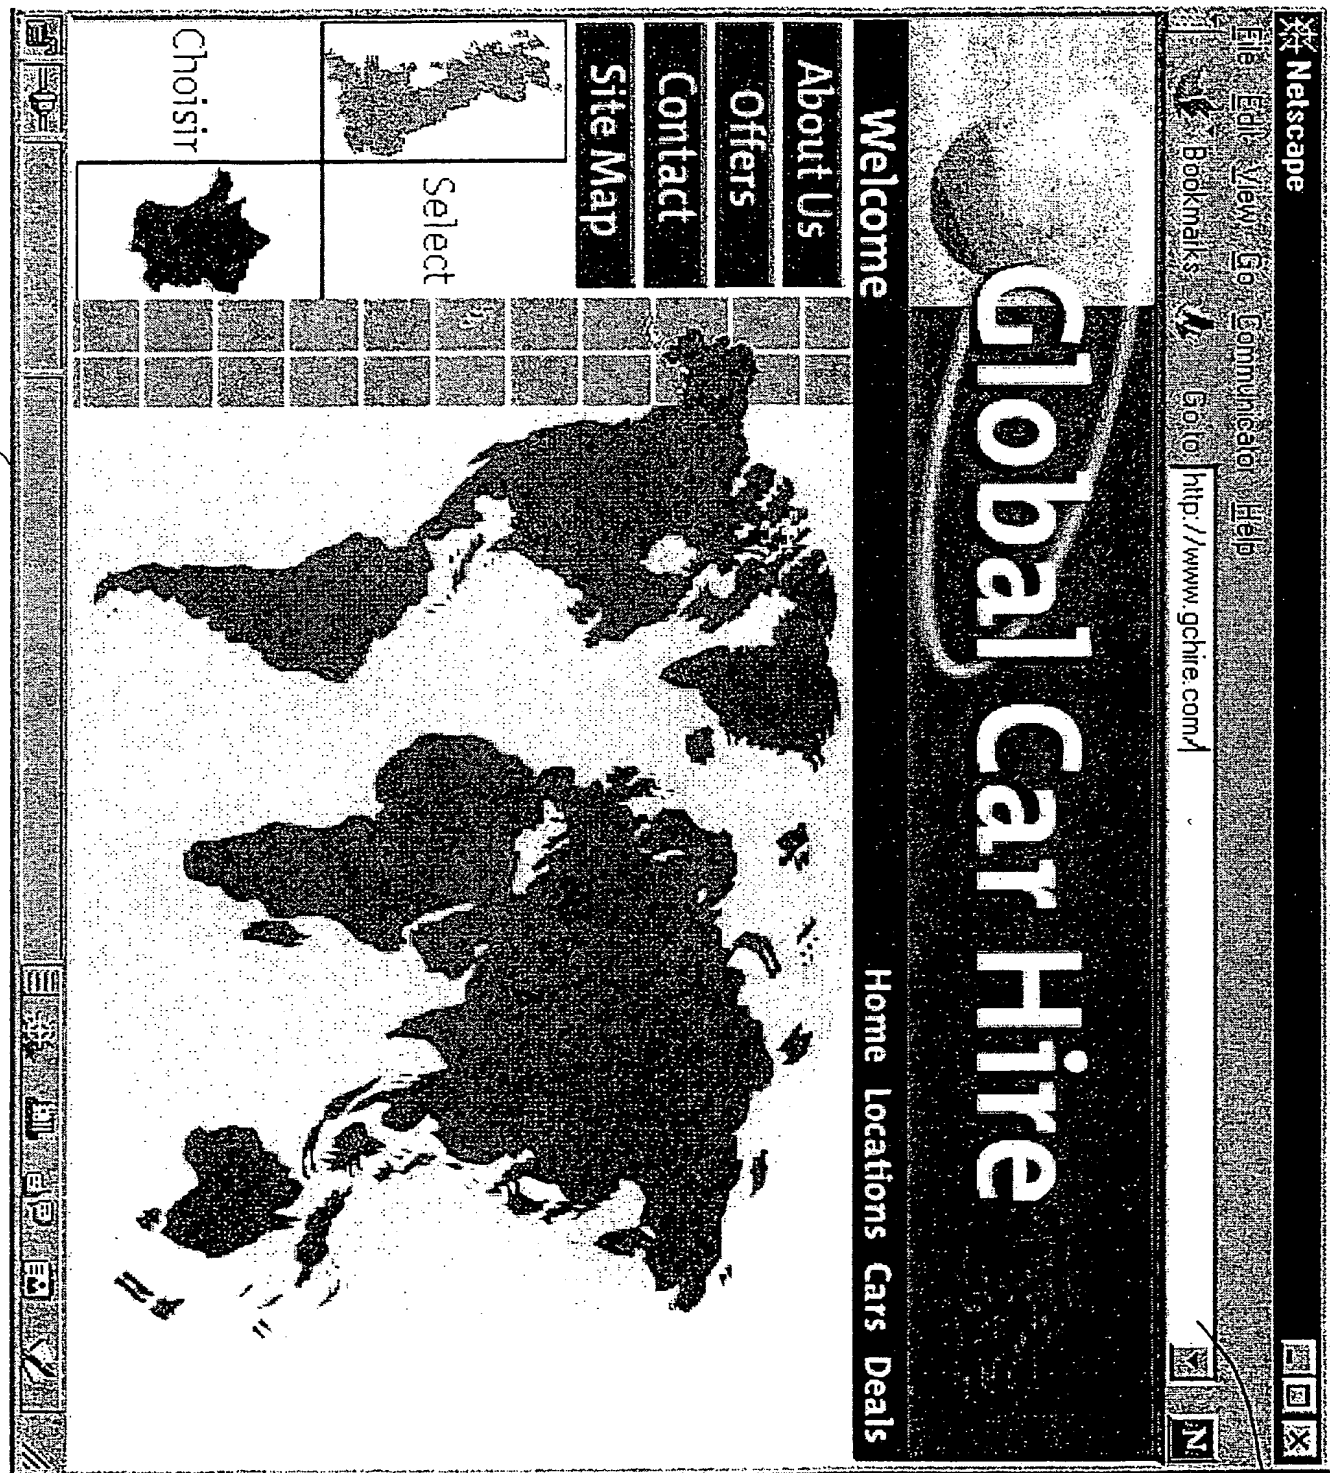 Netscape
File Edit View Go Communicator Help
Bookmarks Go to http://www.gchire.com/
N
Global Car Hire
Welcome Home Locations Cars Deals
About Us
Offers
Contact
Site Map
Select
Choisir